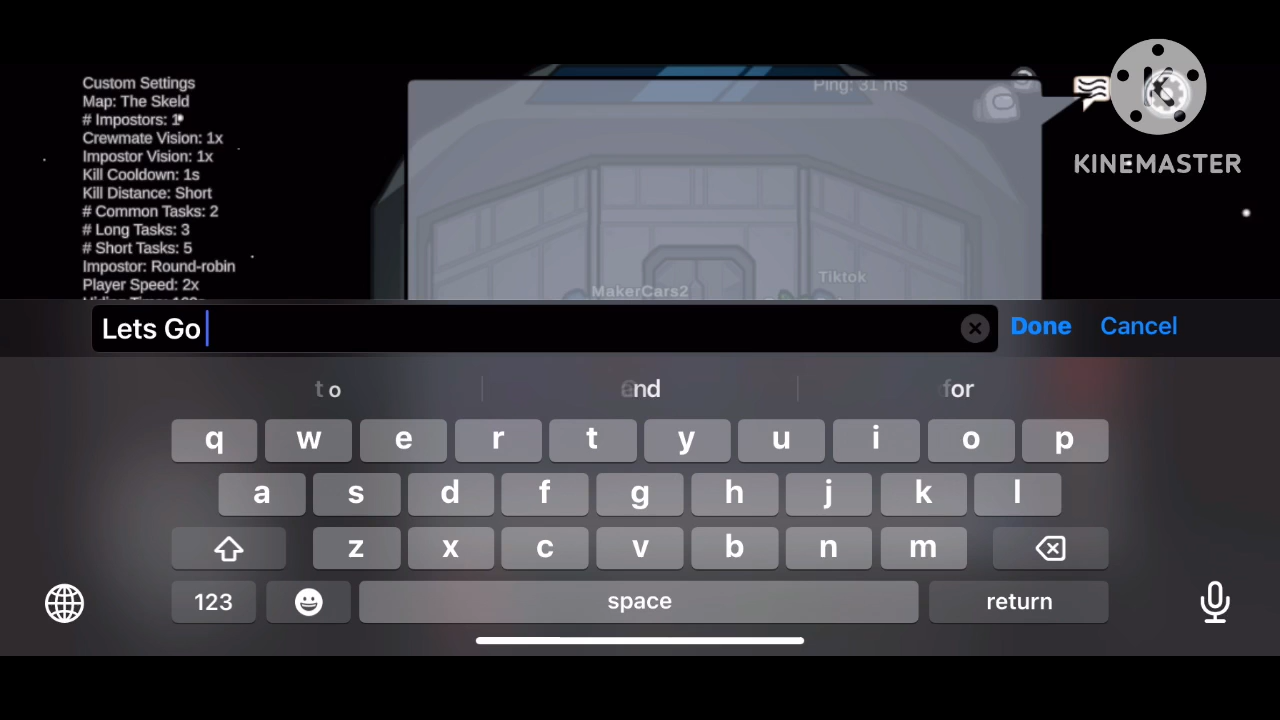 Custom Settings
Map: The Skeld
# Impostors: 1
Crewmate Vision: 1x
Impostor Vision: 1x
Kill Cooldown: 1s
Kill Distance: Short
# Common Tasks: 2
# Long Tasks: 3
# Short Tasks: 5
Impostor: Round-robin
Player Speed: 2x
Ping: 31 ms
KINEMASTER
Tiktok
MakerCars2
Lets Go
Done Cancel
to and for
q w e r t y u i o p
a s d f g h j k l
z x c v b n m
123 space return